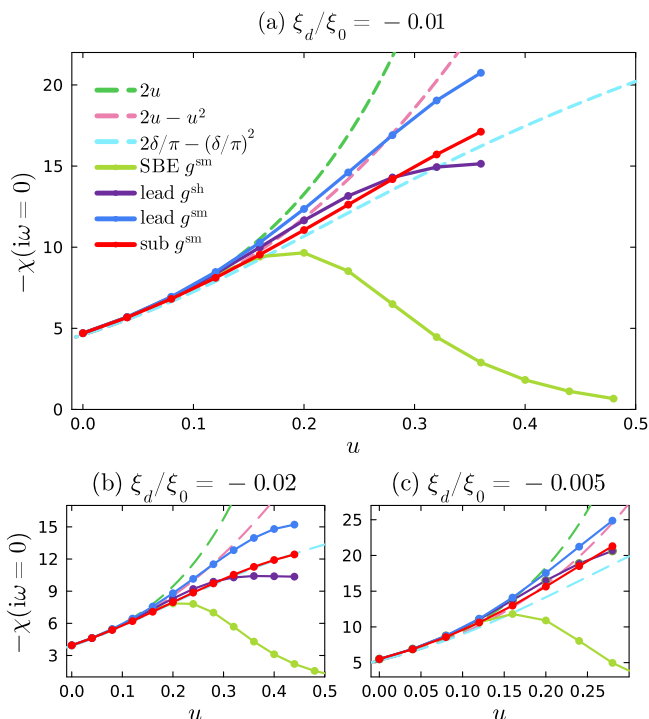 (a) ξ_d/ξ_0 = −0.01
20
15
10
5
0
−χ(iω = 0)
2u
2u − u²
2δ/π − (δ/π)²
SBE g^sm
lead g^sh
lead g^sm
sub g^sm
0.0 0.1 0.2 0.3 0.4 0.5
u
(b) ξ_d/ξ_0 = −0.02
15
12
9
6
3
−χ(iω = 0)
0.0 0.1 0.2 0.3 0.4 0.5
u
(c) ξ_d/ξ_0 = −0.005
25
20
15
10
5
0.00 0.05 0.10 0.15 0.20 0.25
u